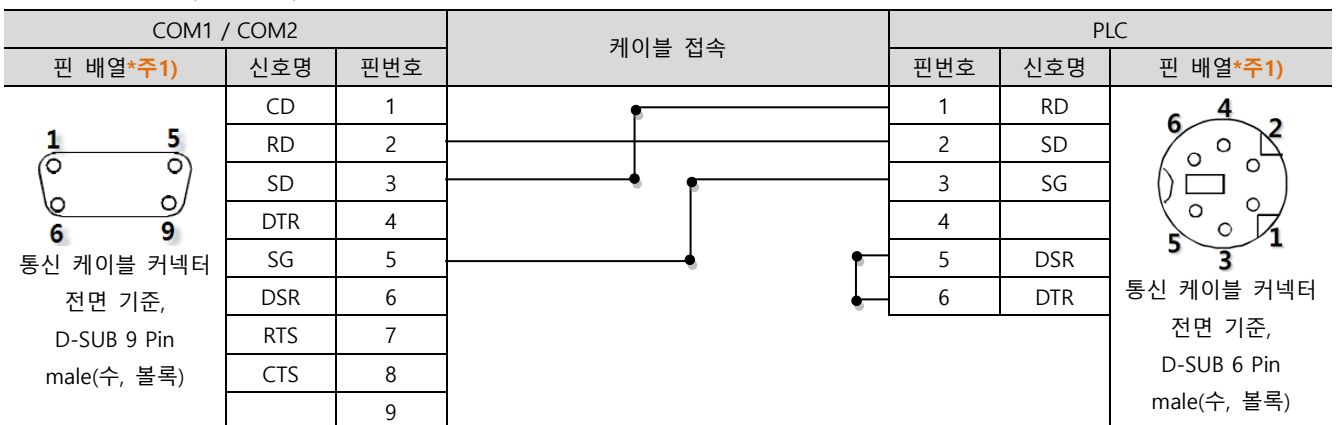 COM1 / COM2 케이블 접속 PLC
핀 배열*주1) 신호명 핀번호 핀번호 신호명 핀 배열*주1)
CD 1 1 RD
RD 2 2 SD
SD 3 3 SG
DTR 4 4
SG 5 5 DSR
DSR 6 6 DTR
RTS 7
CTS 8
9
1 5
6 9
통신 케이블 커넥터
전면 기준,
D-SUB 9 Pin
male(수, 볼록)
6 4 2
5 3 1
통신 케이블 커넥터
전면 기준,
D-SUB 6 Pin
male(수, 볼록)